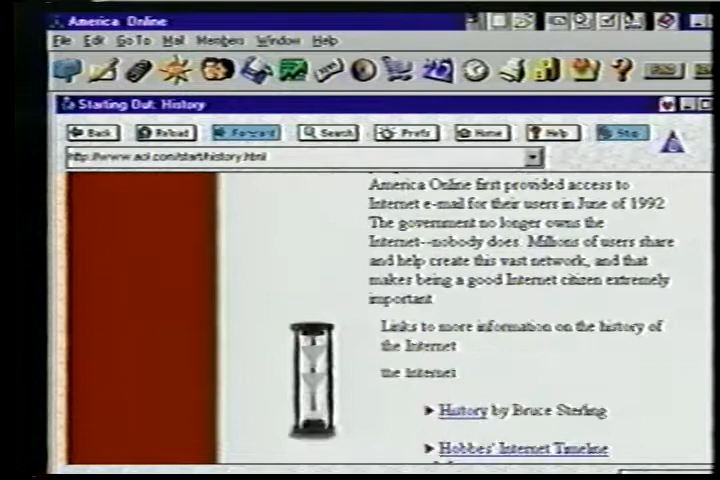 America Online
File Edit Go To Mail Members Window Help
Starting Out: History
Back Reload Forward Search Prefs Home Help Stop
http://www.aol.com/start/history.html
America Online first provided access to
Internet e-mail for their users in June of 1992
The government no longer owns the
Internet--nobody does. Millions of users share
and help create this vast network, and that
makes being a good Internet citizen extremely
important
Links to more information on the history of
the Internet
the Internet
History by Bruce Sterling
Hobbes' Internet Timeline